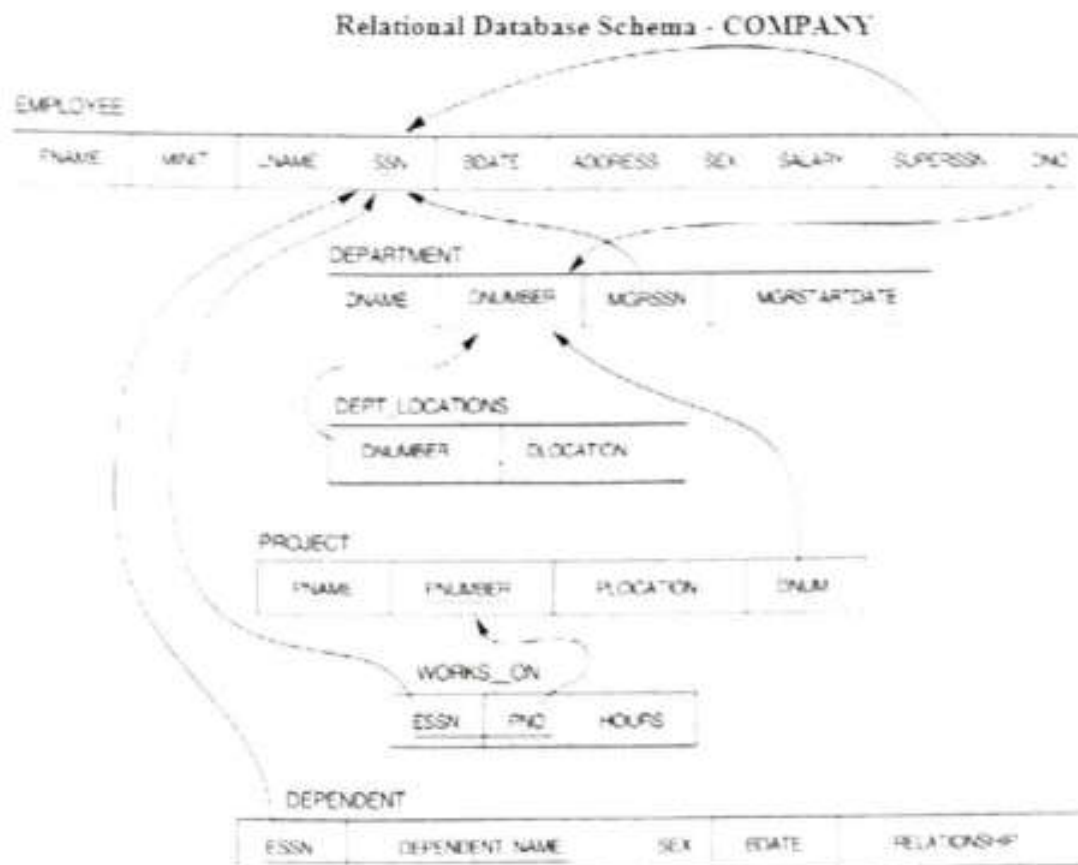 Relational Database Schema - COMPANY
EMPLOYEE
FNAME MINIT LNAME SSN BDATE ADDRESS SEX SALARY SUPERSSN DNO
DEPARTMENT
DNAME DNUMBER MGRSSN MGRSTARTDATE
DEPT_LOCATIONS
DNUMBER DLOCATION
PROJECT
PNAME PNUMBER PLOCATION DNUM
WORKS_ON
ESSN PNO HOURS
DEPENDENT
ESSN DEPENDENT_NAME SEX BDATE RELATIONSHIP